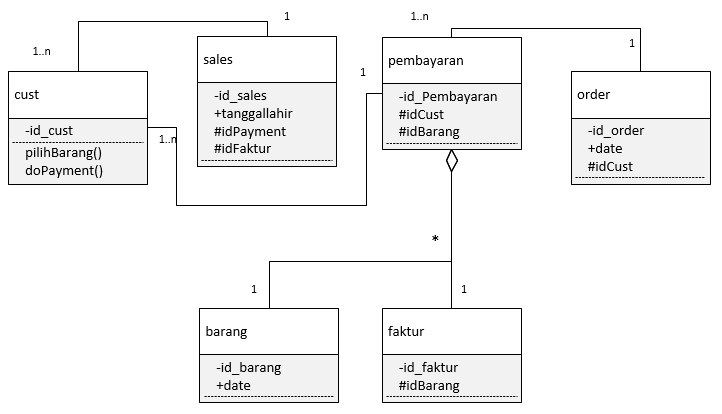 1
1..n
1..n
sales
-id_sales
+tanggallahir
#idPayment
#idFaktur
pembayaran
-id_Pembayaran
#idCust
#idBarang
1
1
cust
-id_cust
pilihBarang()
doPayment()
1..n
order
-id_order
+date
#idCust
*
1
1
barang
-id_barang
+date
faktur
-id_faktur
#idBarang